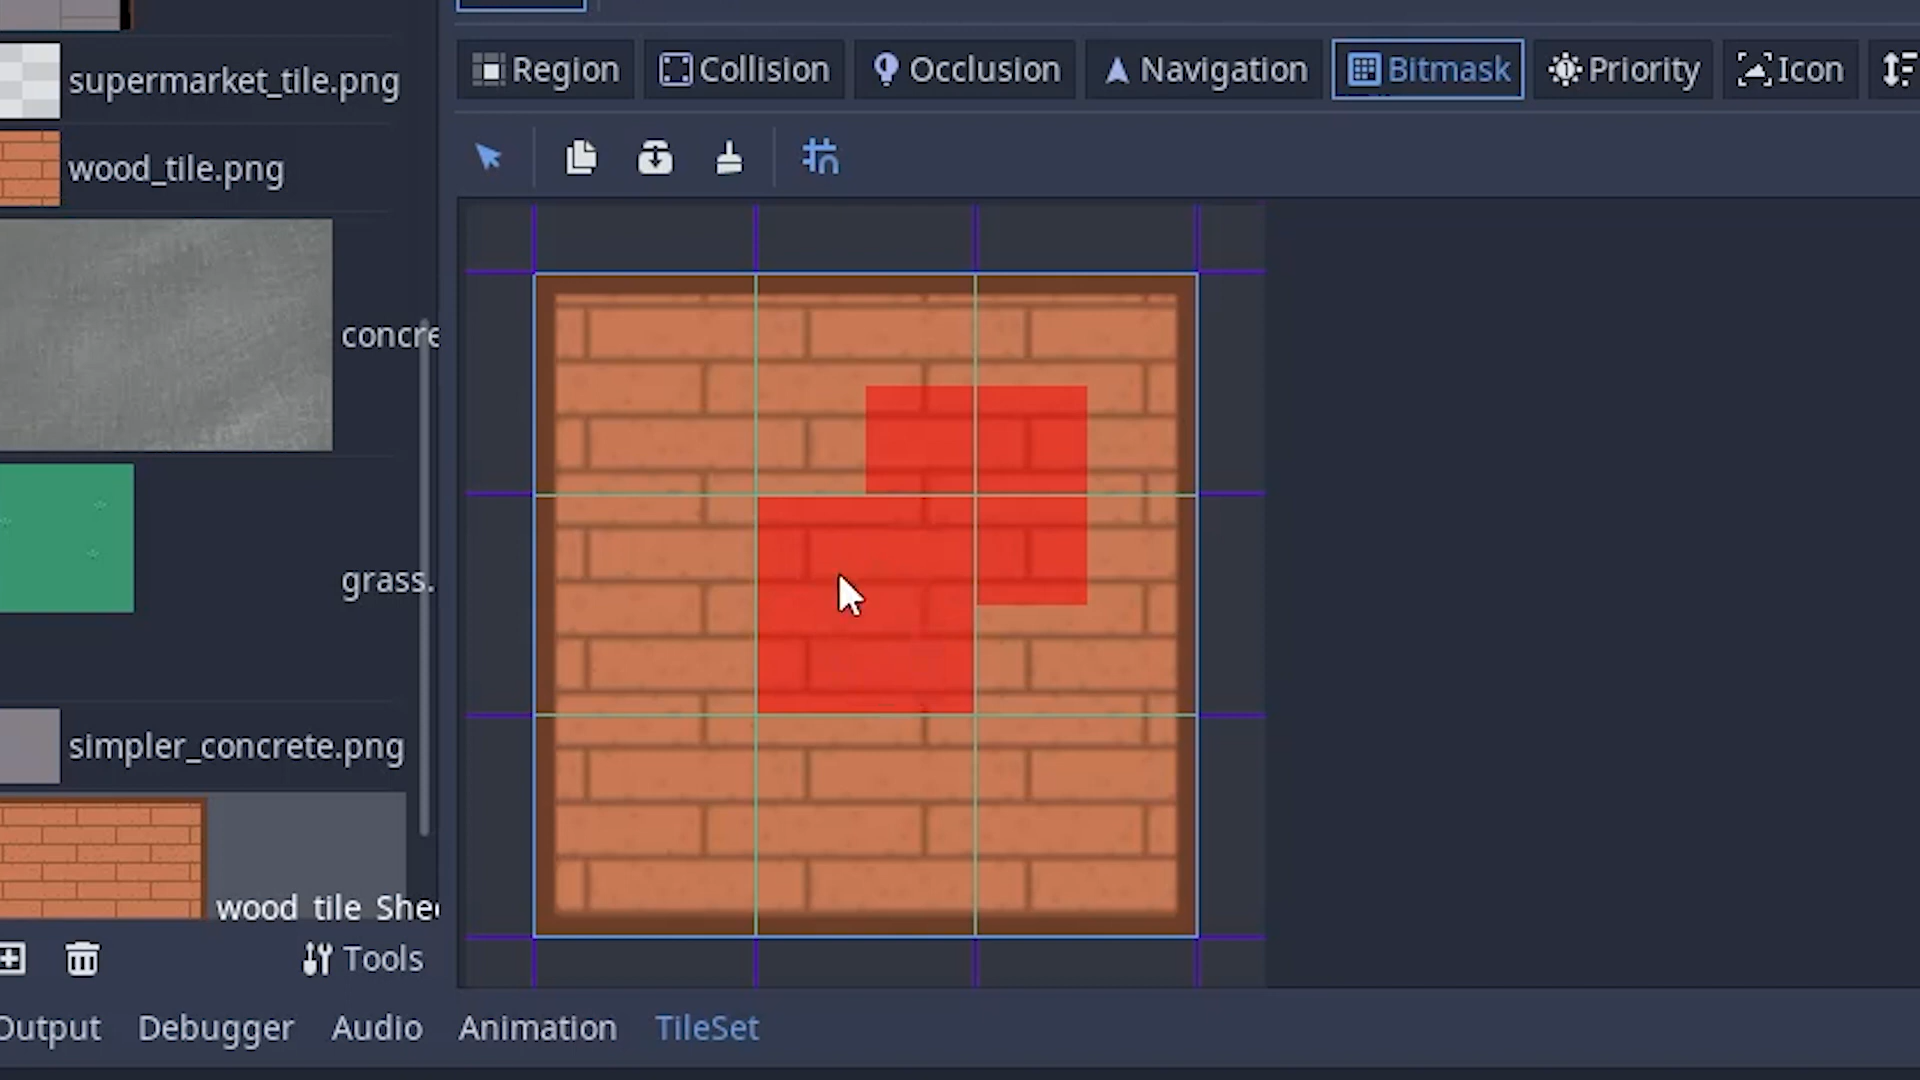 Region Collision Occlusion Navigation Bitmask Priority Icon
supermarket_tile.png
wood_tile.png
concre
grass.
simpler_concrete.png
wood_tile_Shee
Tools
Output Debugger Audio Animation TileSet